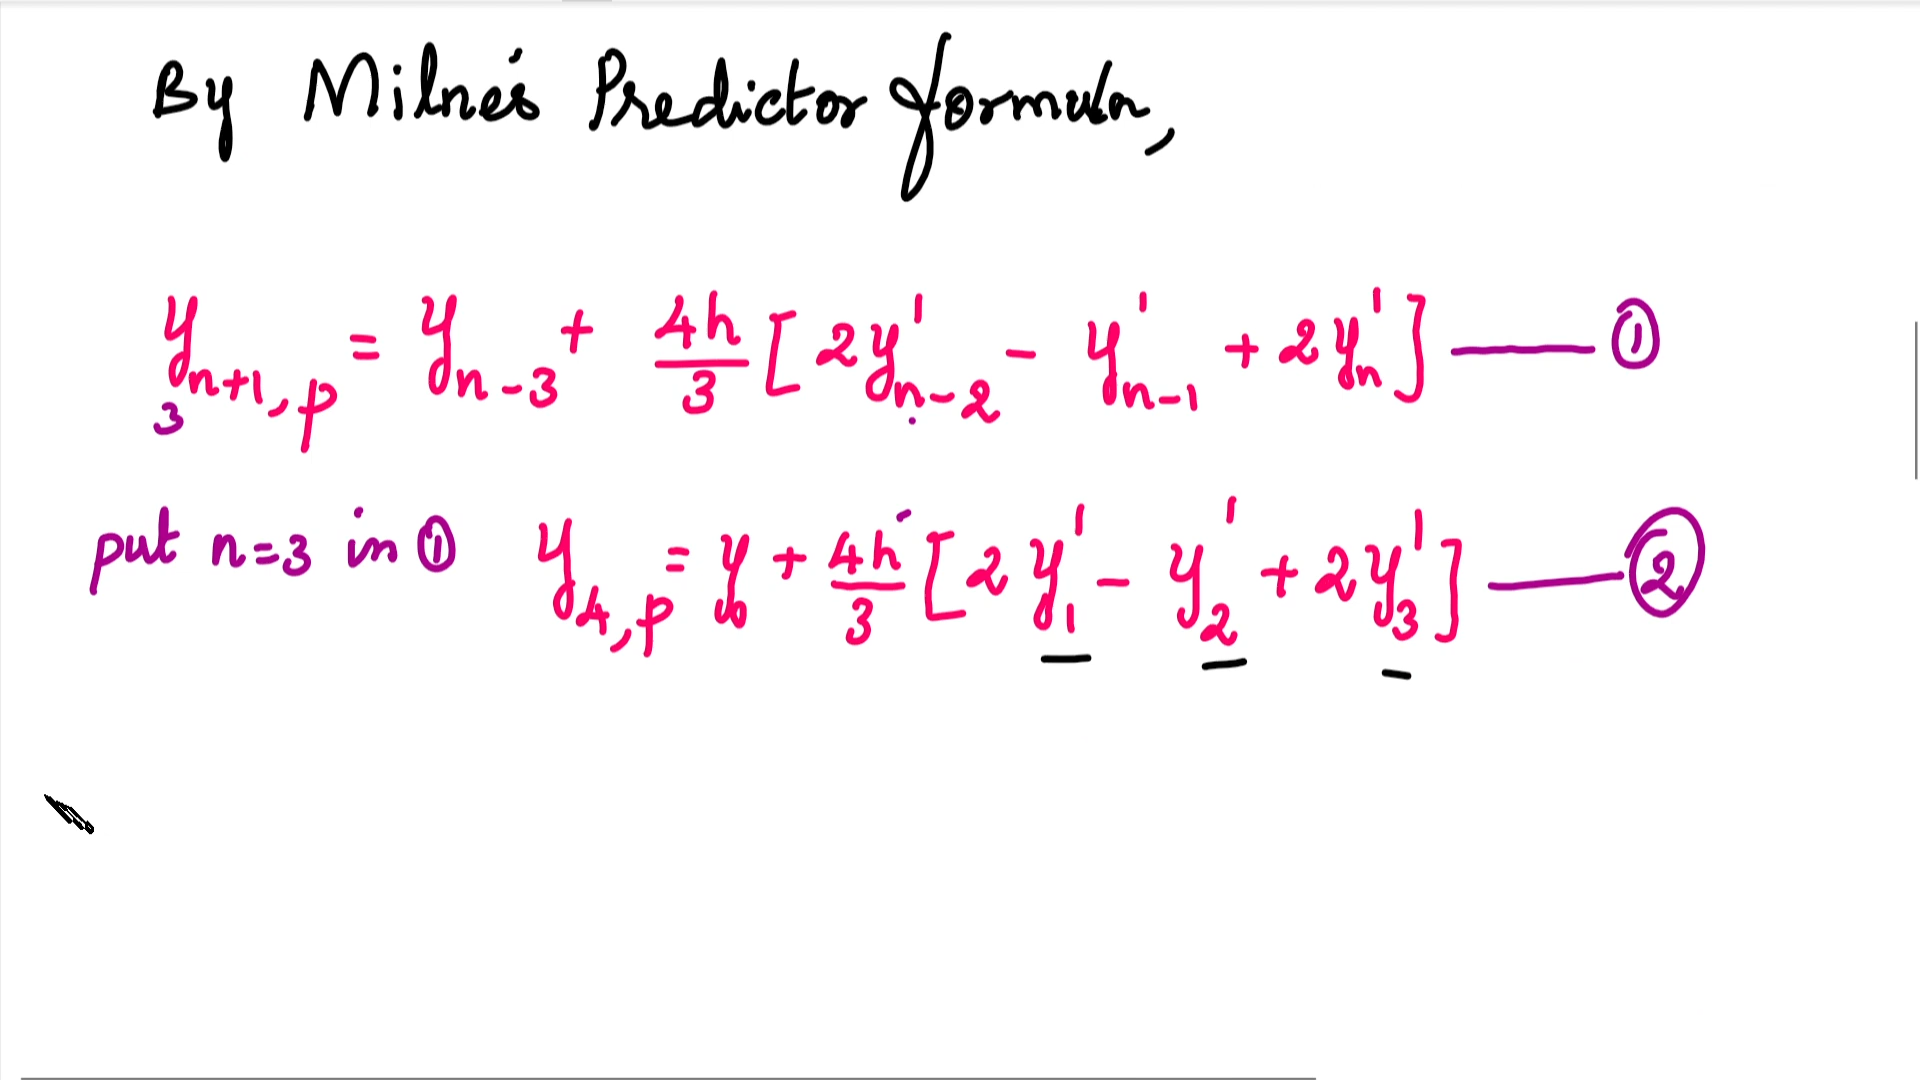 By Milne's Predictor formula,
y_{n+1,p} = y_{n-3} + 4h/3 [2y'_{n-2} - y'_{n-1} + 2y'_n] —— ①
3
put n=3 in ① y_{4,p} = y_0 + 4h/3 [2y'_1 - y'_2 + 2y'_3] —— ②